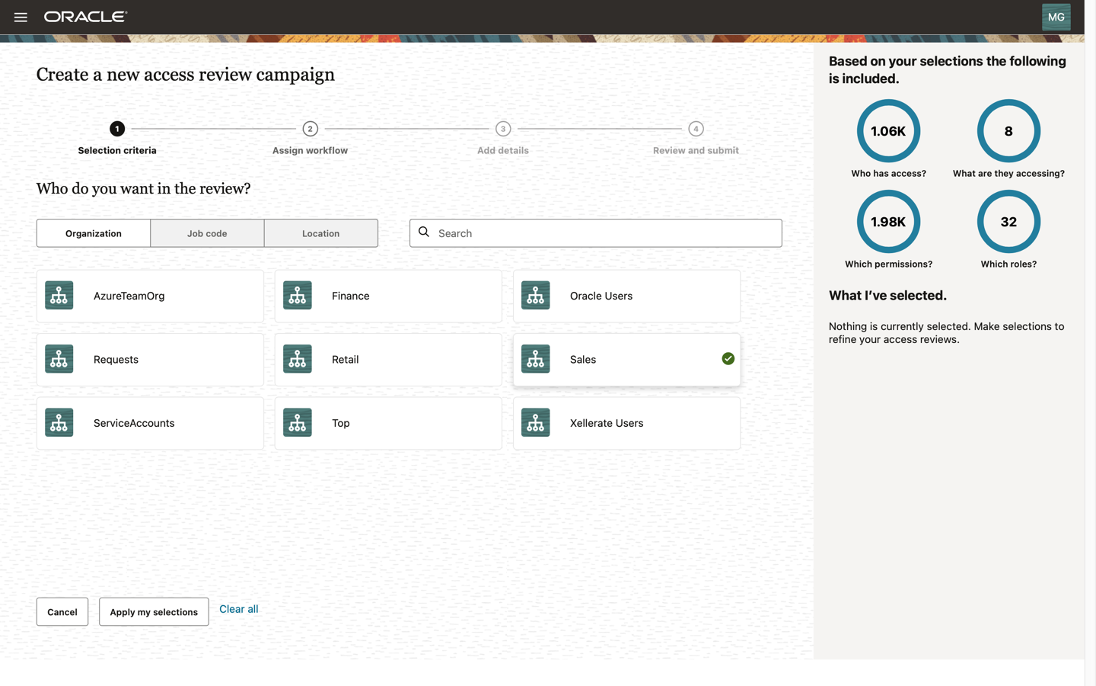 ORACLE
MG
Create a new access review campaign
1
2
3
4
Selection criteria
Assign workflow
Add details
Review and submit
Who do you want in the review?
Organization
Job code
Location
Search
AzureTeamOrg
Finance
Oracle Users
Requests
Retail
Sales
ServiceAccounts
Top
Xellerate Users
Cancel
Apply my selections
Clear all
Based on your selections the following
is included.
1.06K
8
Who has access?
What are they accessing?
1.98K
32
Which permissions?
Which roles?
What I've selected.
Nothing is currently selected. Make selections to
refine your access reviews.